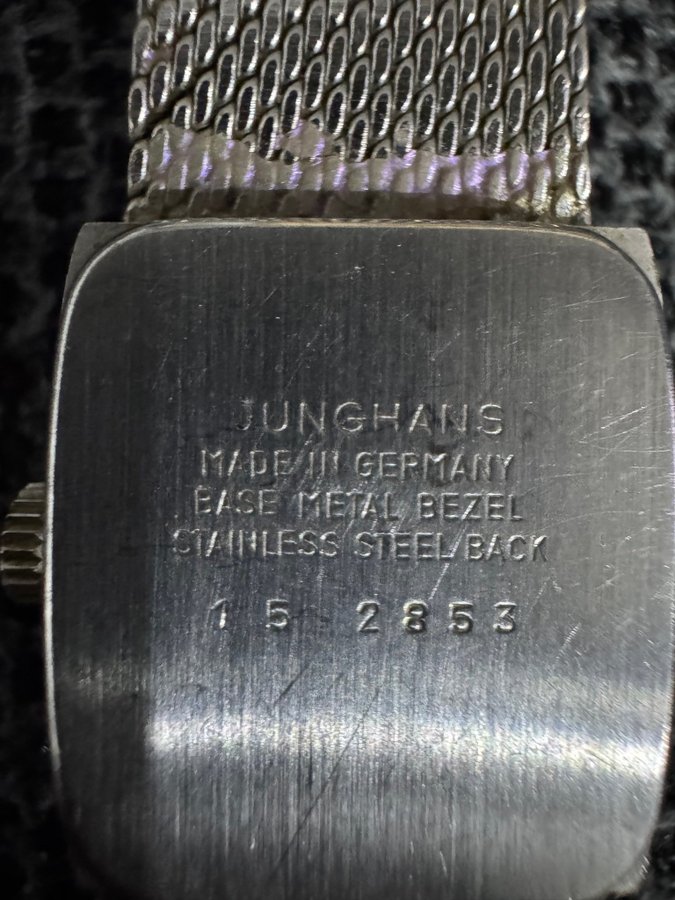 JUNGHANS
MADE IN GERMANY
BASE METAL BEZEL
STAINLESS STEEL BACK
15 2853